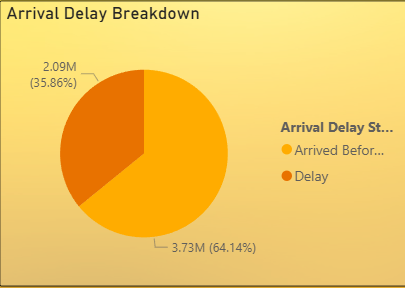 Arrival Delay Breakdown
2.09M
(35.86%)
Arrival Delay St...
Arrived Befor...
Delay
3.73M (64.14%)